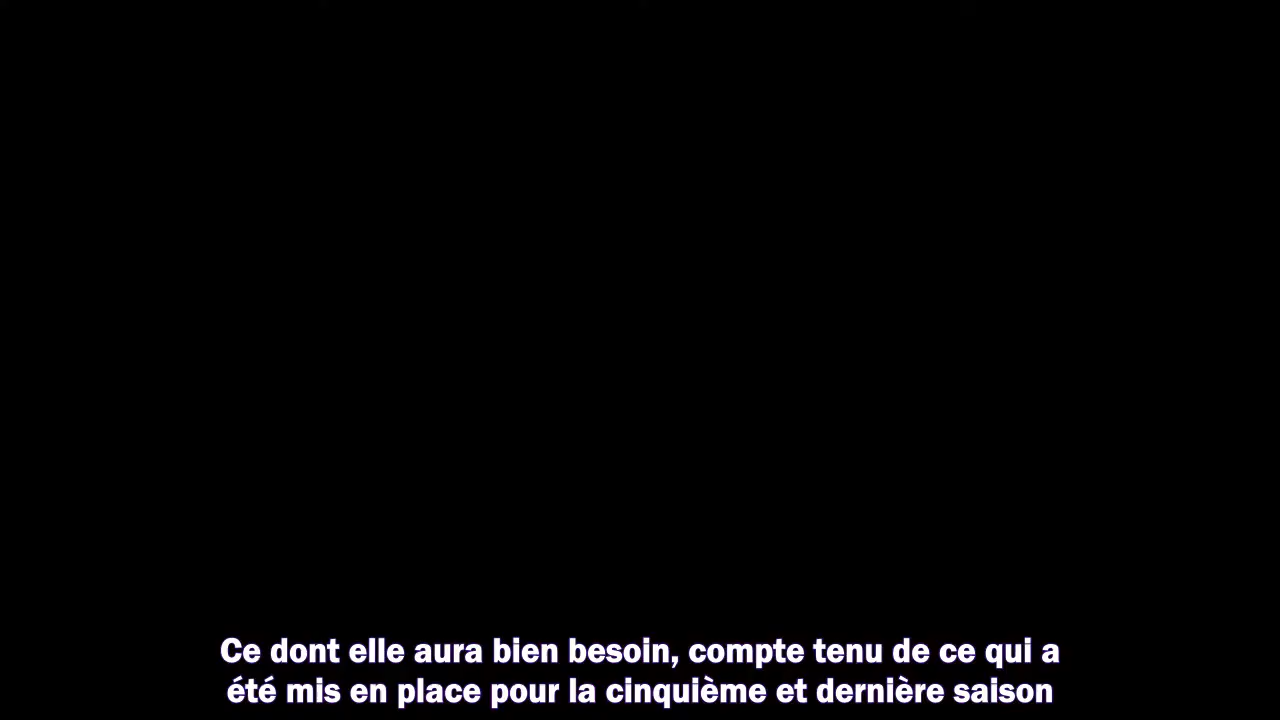 Ce dont elle aura bien besoin, compte tenu de ce qui a
été mis en place pour la cinquième et dernière saison